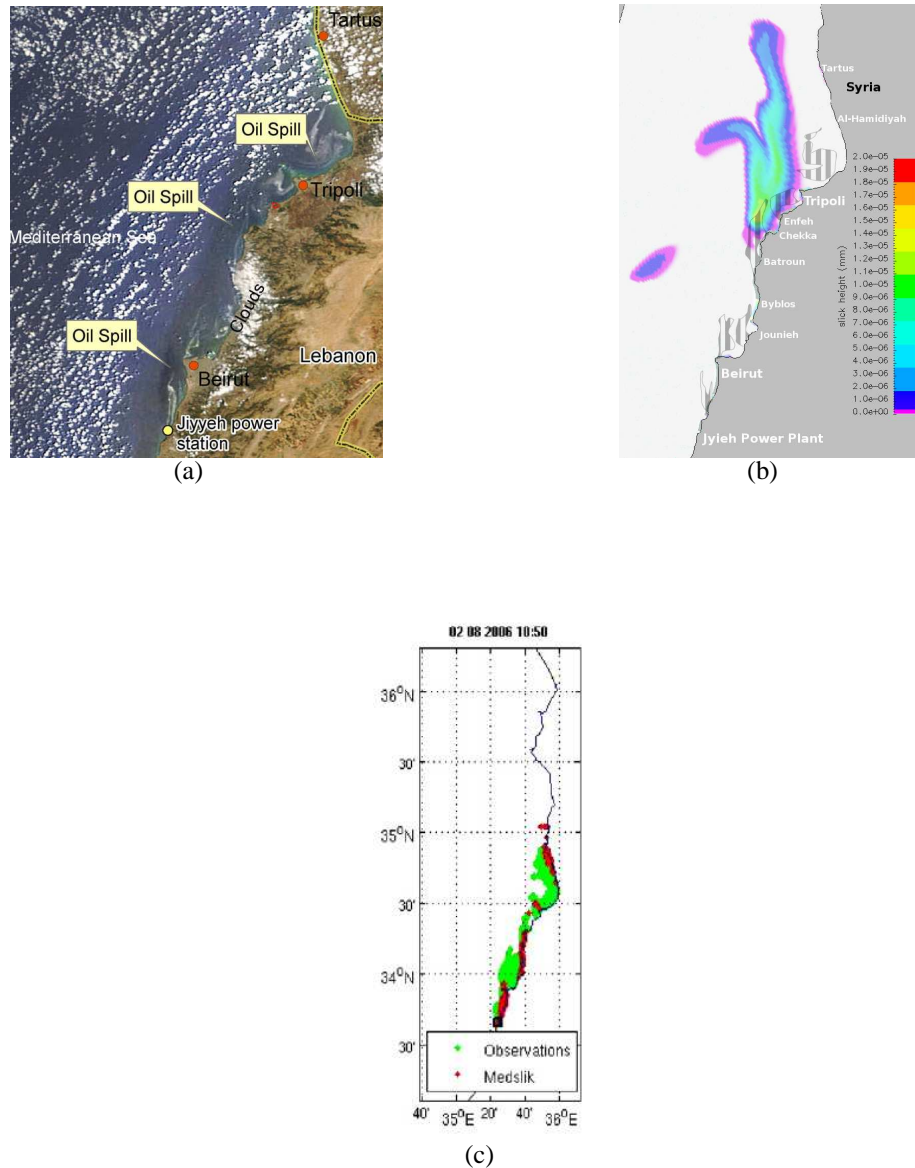 Tartus
Oil Spill
Tripoli
Oil Spill
Mediterranean Sea
Clouds
Oil Spill
Lebanon
Beirut
Jiyyeh power
station
(a)
Tartus
Syria
Al-Hamidiyah
Tripoli
Enfeh
Chekka
Batroun
Byblos
Jounieh
Beirut
Jyieh Power Plant
slick height (mm)
2.0e-05
1.9e-05
1.8e-05
1.7e-05
1.6e-05
1.5e-05
1.4e-05
1.3e-05
1.2e-05
1.1e-05
1.0e-05
9.0e-06
8.0e-06
7.0e-06
6.0e-06
5.0e-06
4.0e-06
3.0e-06
2.0e-06
1.0e-06
0.0e+00
(b)
02 08 2006 10:50
36°N
30'
35°N
30'
34°N
30'
Observations
Medslik
40' 35°E 20' 40' 36°E
(c)